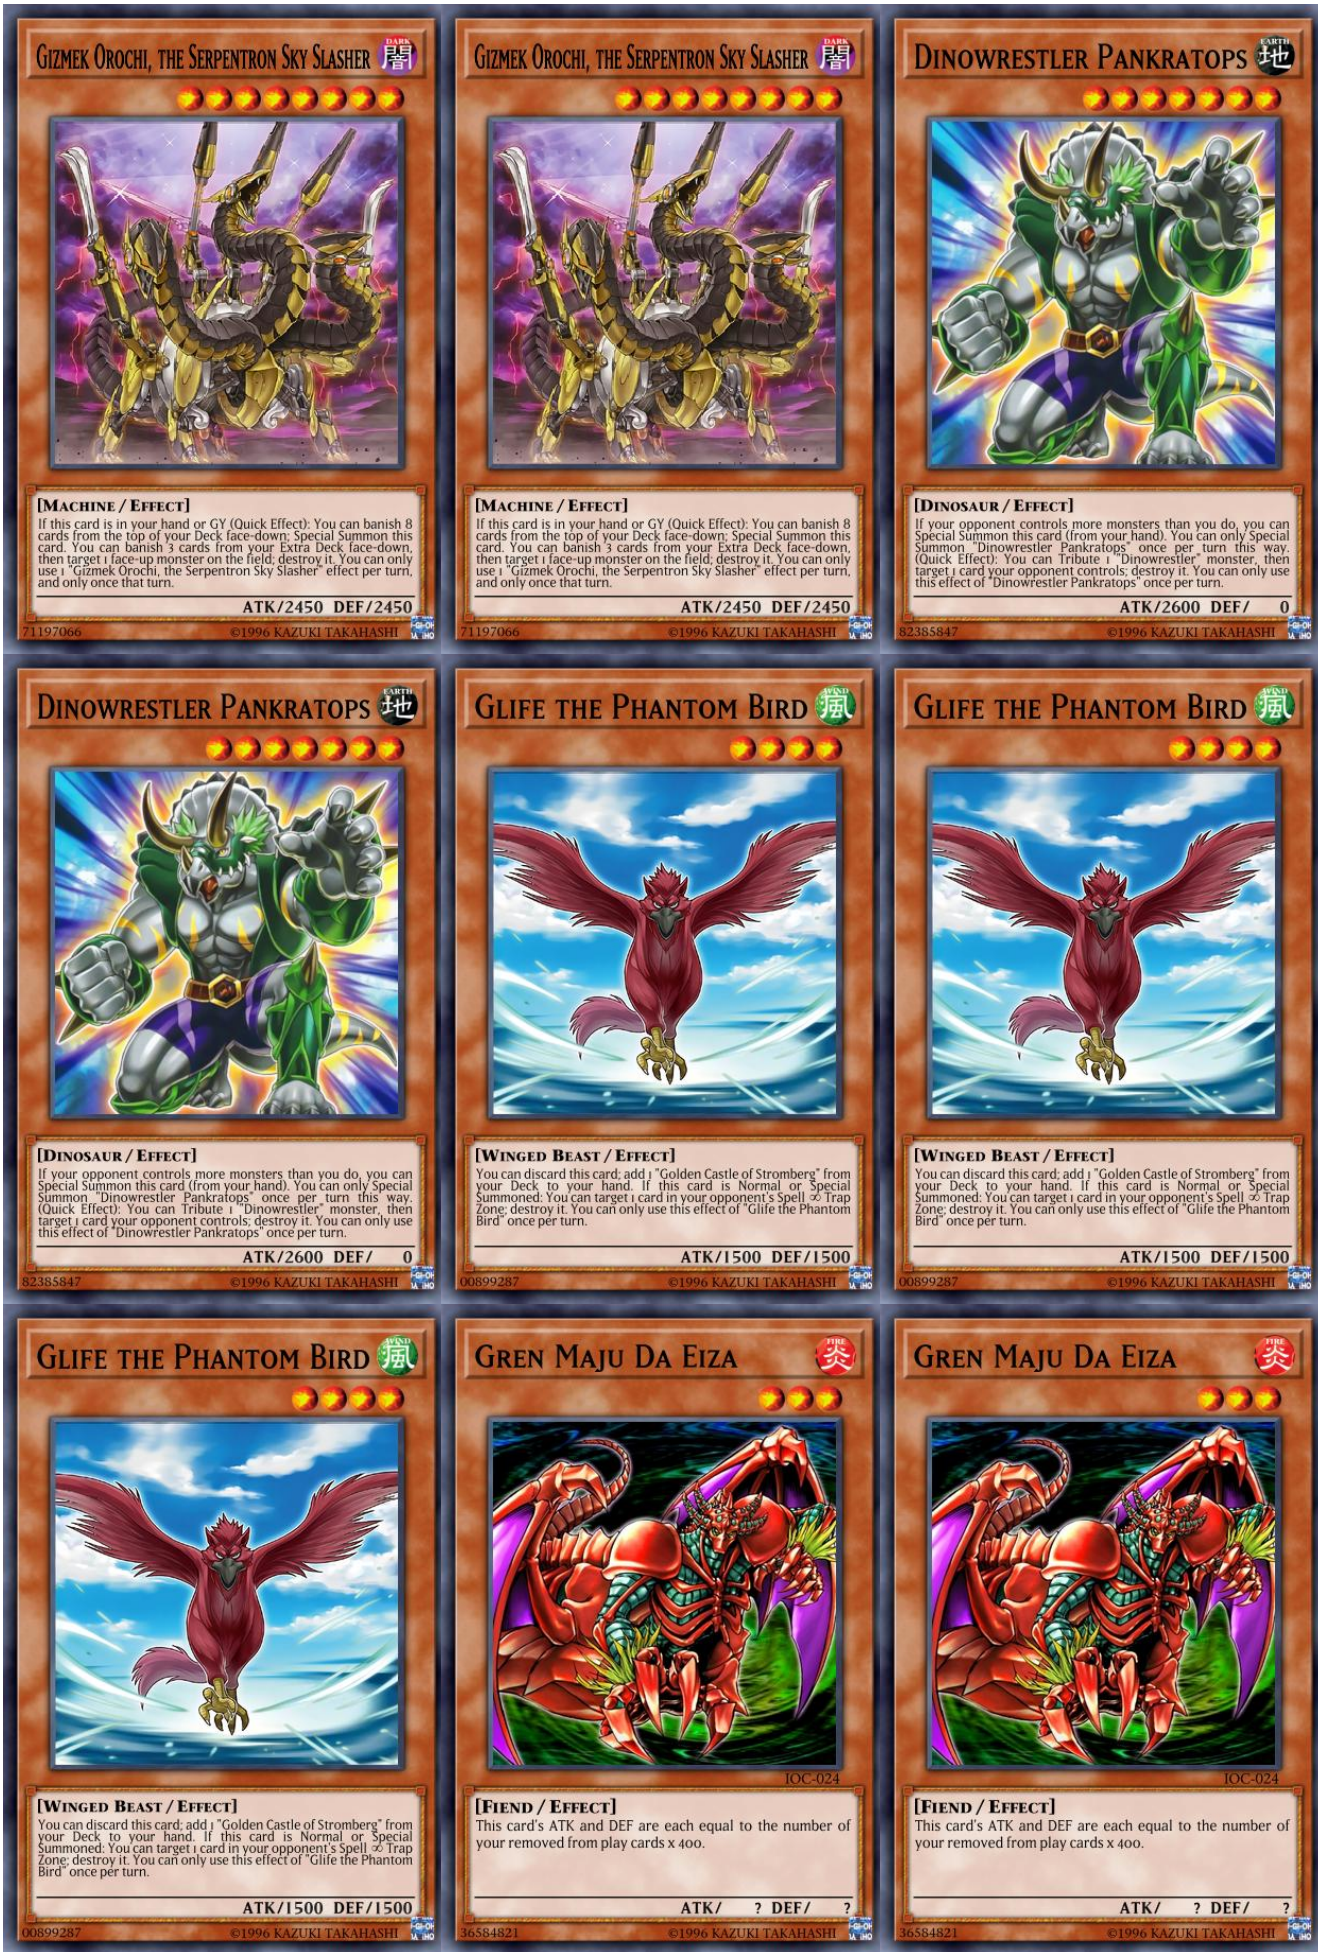 GIZMEK OROCHI, THE SERPENTRON SKY SLASHER
DARK
闇
[MACHINE / EFFECT]
If this card is in your hand or GY (Quick Effect): You can banish 8
cards from the top of your Deck face-down; Special Summon this
card. You can banish 3 cards from your Extra Deck face-down,
then target 1 face-up monster on the field; destroy it. You can only
use 1 "Gizmek Orochi, the Serpentron Sky Slasher" effect per turn,
and only once that turn.
ATK/2450 DEF/2450
71197066
©1996 KAZUKI TAKAHASHI
GIZMEK OROCHI, THE SERPENTRON SKY SLASHER
DARK
闇
[MACHINE / EFFECT]
If this card is in your hand or GY (Quick Effect): You can banish 8
cards from the top of your Deck face-down; Special Summon this
card. You can banish 3 cards from your Extra Deck face-down,
then target 1 face-up monster on the field; destroy it. You can only
use 1 "Gizmek Orochi, the Serpentron Sky Slasher" effect per turn,
and only once that turn.
ATK/2450 DEF/2450
71197066
©1996 KAZUKI TAKAHASHI
DINOWRESTLER PANKRATOPS
EARTH
地
[DINOSAUR / EFFECT]
If your opponent controls more monsters than you do, you can
Special Summon this card (from your hand). You can only Special
Summon "Dinowrestler Pankratops" once per turn this way.
(Quick Effect): You can Tribute 1 "Dinowrestler" monster, then
target 1 card your opponent controls; destroy it. You can only use
this effect of "Dinowrestler Pankratops" once per turn.
ATK/2600 DEF/ 0
82385847
©1996 KAZUKI TAKAHASHI
DINOWRESTLER PANKRATOPS
EARTH
地
[DINOSAUR / EFFECT]
If your opponent controls more monsters than you do, you can
Special Summon this card (from your hand). You can only Special
Summon "Dinowrestler Pankratops" once per turn this way.
(Quick Effect): You can Tribute 1 "Dinowrestler" monster, then
target 1 card your opponent controls; destroy it. You can only use
this effect of "Dinowrestler Pankratops" once per turn.
ATK/2600 DEF/ 0
82385847
©1996 KAZUKI TAKAHASHI
GLIFE THE PHANTOM BIRD
WIND
風
[WINGED BEAST / EFFECT]
You can discard this card; add 1 "Golden Castle of Stromberg" from
your Deck to your hand. If this card is Normal or Special
Summoned: You can target 1 card in your opponent's Spell ∞ Trap
Zone; destroy it. You can only use this effect of "Glife the Phantom
Bird" once per turn.
ATK/1500 DEF/1500
00899287
©1996 KAZUKI TAKAHASHI
GLIFE THE PHANTOM BIRD
WIND
風
[WINGED BEAST / EFFECT]
You can discard this card; add 1 "Golden Castle of Stromberg" from
your Deck to your hand. If this card is Normal or Special
Summoned: You can target 1 card in your opponent's Spell ∞ Trap
Zone; destroy it. You can only use this effect of "Glife the Phantom
Bird" once per turn.
ATK/1500 DEF/1500
00899287
©1996 KAZUKI TAKAHASHI
GLIFE THE PHANTOM BIRD
WIND
風
[WINGED BEAST / EFFECT]
You can discard this card; add 1 "Golden Castle of Stromberg" from
your Deck to your hand. If this card is Normal or Special
Summoned: You can target 1 card in your opponent's Spell ∞ Trap
Zone; destroy it. You can only use this effect of "Glife the Phantom
Bird" once per turn.
ATK/1500 DEF/1500
00899287
©1996 KAZUKI TAKAHASHI
GREN MAJU DA EIZA
FIRE
炎
IOC-024
[FIEND / EFFECT]
This card's ATK and DEF are each equal to the number of
your removed from play cards x 400.
ATK/ ? DEF/ ?
36584821
©1996 KAZUKI TAKAHASHI
GREN MAJU DA EIZA
FIRE
炎
IOC-024
[FIEND / EFFECT]
This card's ATK and DEF are each equal to the number of
your removed from play cards x 400.
ATK/ ? DEF/ ?
36584821
©1996 KAZUKI TAKAHASHI